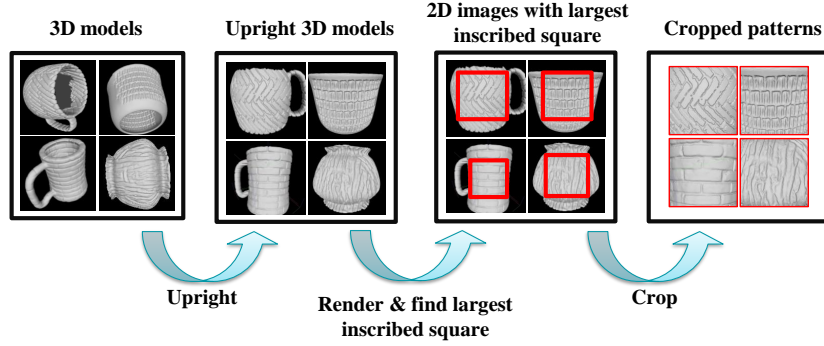 3D models
Upright 3D models
2D images with largest
inscribed square
Cropped patterns
Upright
Render & find largest
inscribed square
Crop